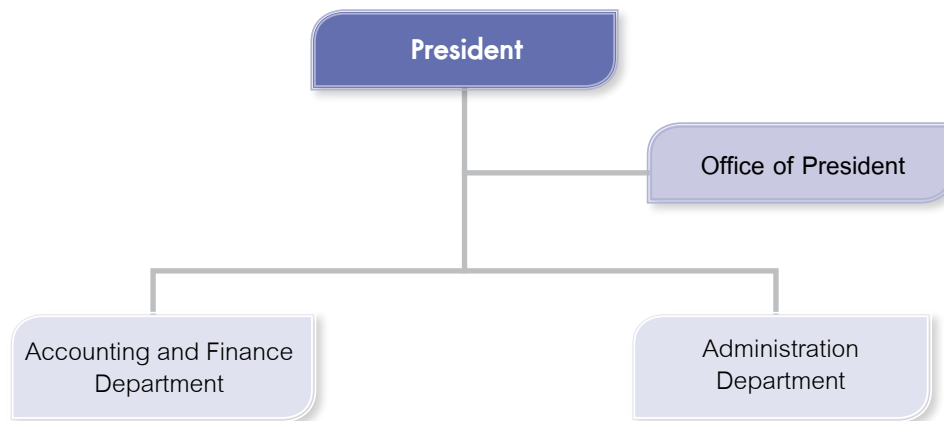 President
Office of President
Accounting and Finance
Department
Administration
Department